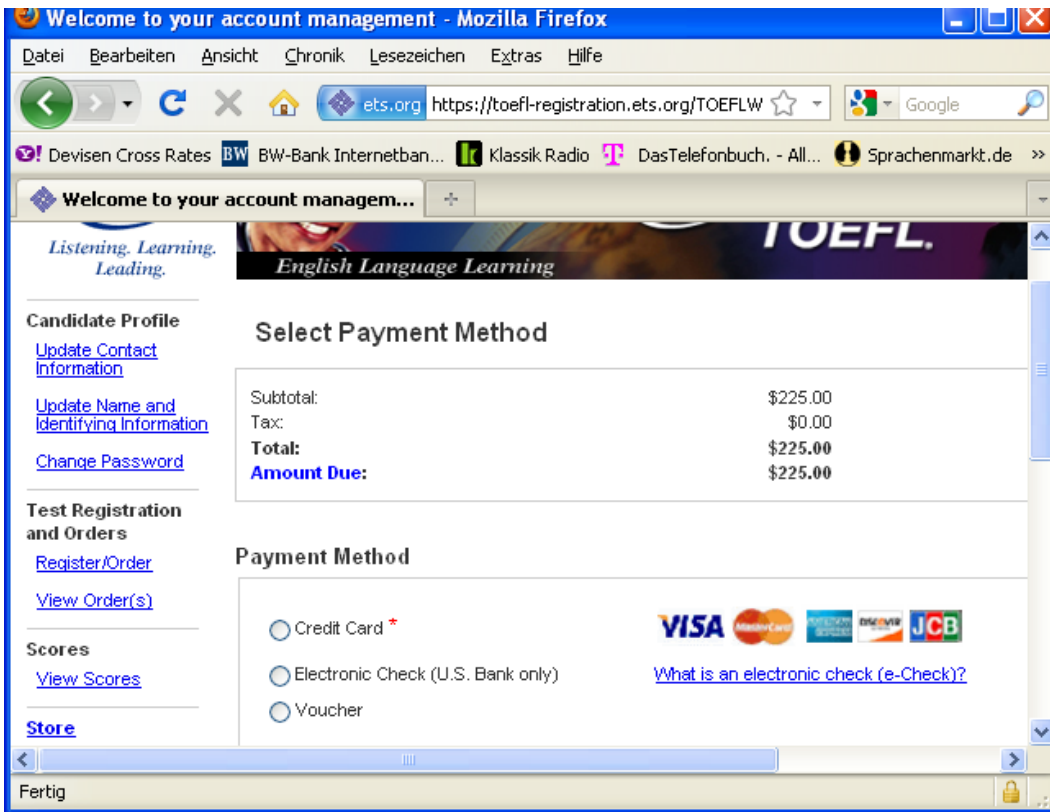 Welcome to your account management - Mozilla Firefox
Datei Bearbeiten Ansicht Chronik Lesezeichen Extras Hilfe
ets.org https://toefl-registration.ets.org/TOEFLW Google
Devisen Cross Rates BW BW-Bank Internetban... Klassik Radio T DasTelefonbuch. - All... Sprachenmarkt.de »
Welcome to your account managem...
Listening. Learning.
Leading.
TOEFL.
English Language Learning
Candidate Profile
Update Contact
Information
Update Name and
Identifying Information
Change Password
Test Registration
and Orders
Register/Order
View Order(s)
Scores
View Scores
Store
Select Payment Method
Subtotal: $225.00
Tax: $0.00
Total: $225.00
Amount Due: $225.00
Payment Method
Credit Card * VISA MasterCard AMERICAN EXPRESS DISCOVER JCB
Electronic Check (U.S. Bank only) What is an electronic check (e-Check)?
Voucher
Fertig